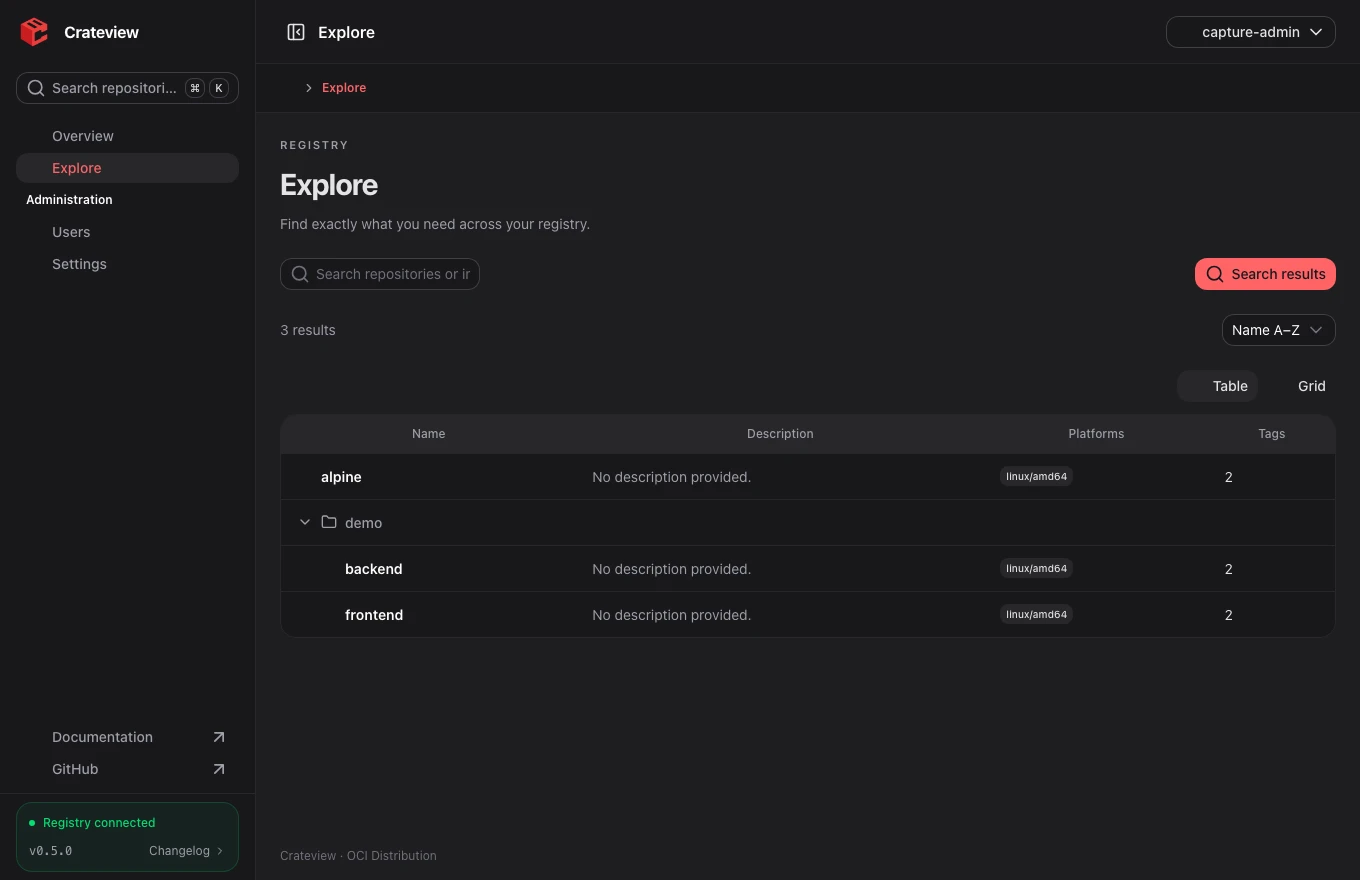 Crateview
Search repositori... ⌘ K
Overview
Explore
Administration
Users
Settings
Documentation
GitHub
Registry connected
v0.5.0 Changelog
Explore
capture-admin
Explore
REGISTRY
Explore
Find exactly what you need across your registry.
Search repositories or ir
Search results
3 results
Name A–Z
Table Grid
Name Description Platforms Tags
alpine No description provided. linux/amd64 2
demo
backend No description provided. linux/amd64 2
frontend No description provided. linux/amd64 2
Crateview · OCI Distribution